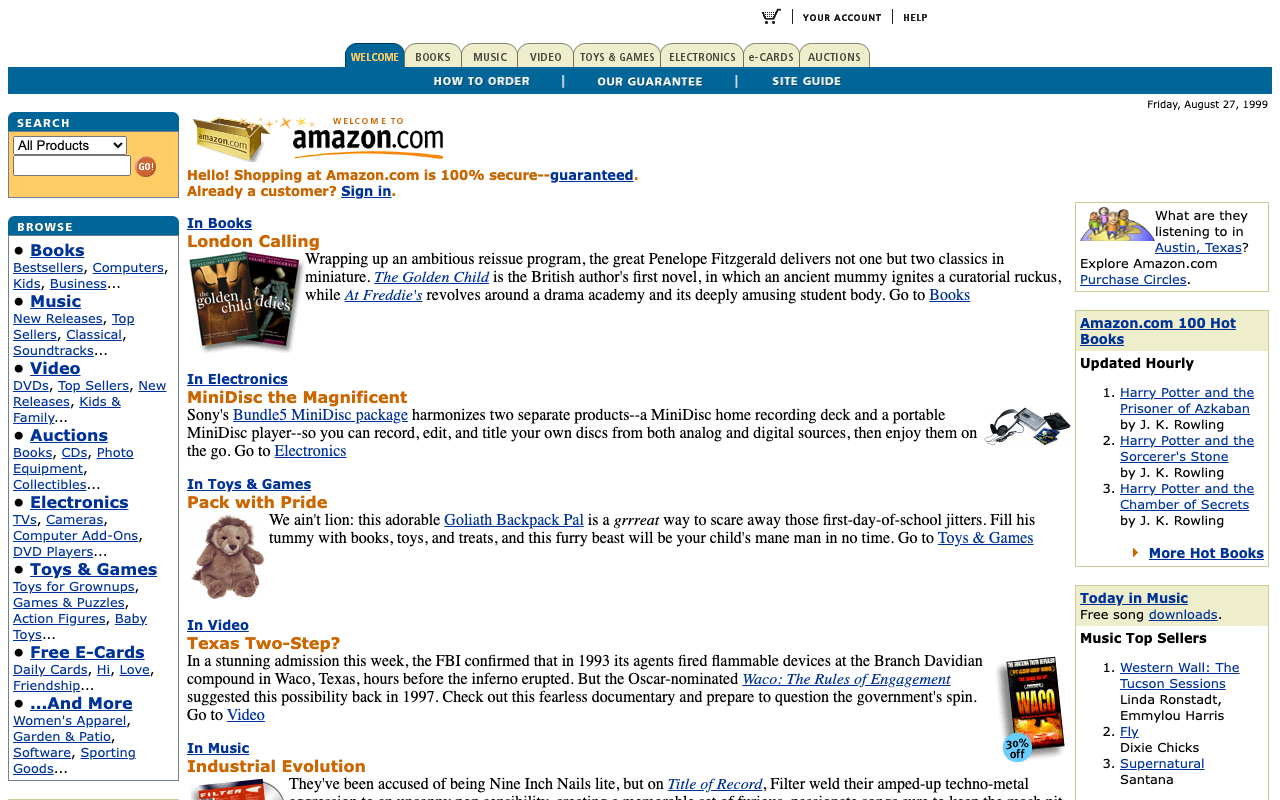 YOUR ACCOUNT
HELP
WELCOME
BOOKS
MUSIC
VIDEO
TOYS & GAMES
ELECTRONICS
e-CARDS
AUCTIONS
HOW TO ORDER | OUR GUARANTEE | SITE GUIDE
Friday, August 27, 1999
SEARCH
All Products
GO!
BROWSE
• Books
Bestsellers, Computers,
Kids, Business...
• Music
New Releases, Top
Sellers, Classical,
Soundtracks...
• Video
DVDs, Top Sellers, New
Releases, Kids &
Family...
• Auctions
Books, CDs, Photo
Equipment,
Collectibles...
• Electronics
TVs, Cameras,
Computer Add-Ons,
DVD Players...
• Toys & Games
Toys for Grownups,
Games & Puzzles,
Action Figures, Baby
Toys...
• Free E-Cards
Daily Cards, Hi, Love,
Friendship...
• ...And More
Women's Apparel,
Garden & Patio,
Software, Sporting
Goods...
amazon.com
WELCOME TO
amazon.com
Hello! Shopping at Amazon.com is 100% secure--guaranteed.
Already a customer? Sign in.
In Books
London Calling
PENELOPE FITZGERALD
the golden child
Wrapping up an ambitious reissue program, the great Penelope Fitzgerald delivers not one but two classics in
miniature. The Golden Child is the British author's first novel, in which an ancient mummy ignites a curatorial ruckus,
while At Freddie's revolves around a drama academy and its deeply amusing student body. Go to Books
In Electronics
MiniDisc the Magnificent
Sony's Bundle5 MiniDisc package harmonizes two separate products--a MiniDisc home recording deck and a portable
MiniDisc player--so you can record, edit, and title your own discs from both analog and digital sources, then enjoy them on
the go. Go to Electronics
In Toys & Games
Pack with Pride
We ain't lion: this adorable Goliath Backpack Pal is a grrreat way to scare away those first-day-of-school jitters. Fill his
tummy with books, toys, and treats, and this furry beast will be your child's mane man in no time. Go to Toys & Games
In Video
Texas Two-Step?
In a stunning admission this week, the FBI confirmed that in 1993 its agents fired flammable devices at the Branch Davidian
compound in Waco, Texas, hours before the inferno erupted. But the Oscar-nominated Waco: The Rules of Engagement
suggested this possibility back in 1997. Check out this fearless documentary and prepare to question the government's spin.
Go to Video
WACO
30%
off
In Music
Industrial Evolution
FILTER
They've been accused of being Nine Inch Nails lite, but on Title of Record, Filter weld their amped-up techno-metal
What are they
listening to in
Austin, Texas?
Explore Amazon.com
Purchase Circles.
Amazon.com 100 Hot
Books
Updated Hourly
1. Harry Potter and the
Prisoner of Azkaban
by J. K. Rowling
2. Harry Potter and the
Sorcerer's Stone
by J. K. Rowling
3. Harry Potter and the
Chamber of Secrets
by J. K. Rowling
More Hot Books
Today in Music
Free song downloads.
Music Top Sellers
1. Western Wall: The
Tucson Sessions
Linda Ronstadt,
Emmylou Harris
2. Fly
Dixie Chicks
3. Supernatural
Santana